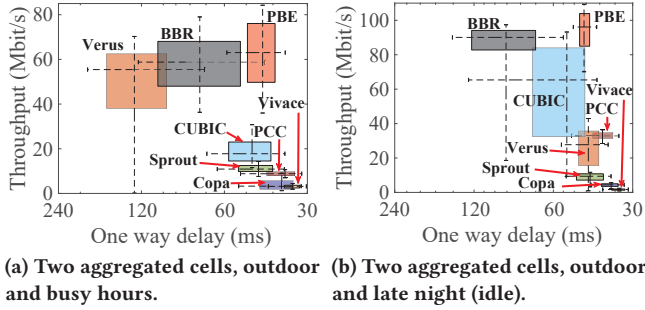 Throughput (Mbit/s)
80
60
40
20
0
Verus
BBR
PBE
Vivace
CUBIC
PCC
Sprout
Copa
240 120 60 30
One way delay (ms)
(a) Two aggregated cells, outdoor
and busy hours.
Throughput (Mbit/s)
100
80
60
40
20
0
BBR
PBE
CUBIC
Vivace
PCC
Verus
Sprout
Copa
240 120 60 30
One way delay (ms)
(b) Two aggregated cells, outdoor
and late night (idle).